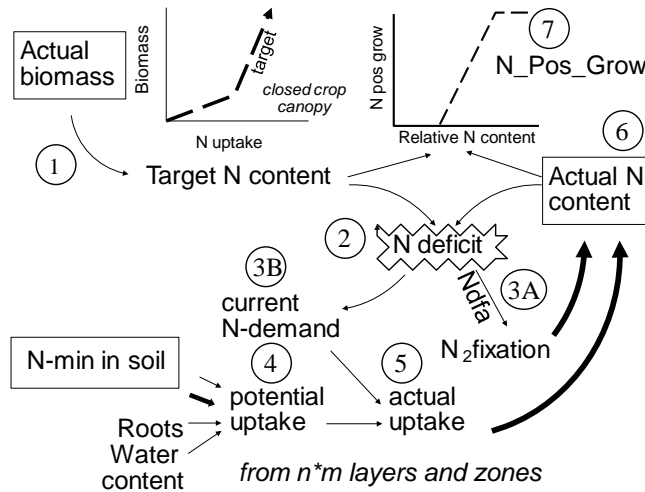 Actual
biomass
Biomass
target
closed crop
canopy
N uptake
N pos grow
7
N_Pos_Grow
Relative N content
6
1
Target N content
Actual N
content
2
N deficit
3B
current
N-demand
Ndfa
3A
N2fixation
N-min in soil
4
potential
uptake
5
actual
uptake
Roots
Water
content
from n*m layers and zones